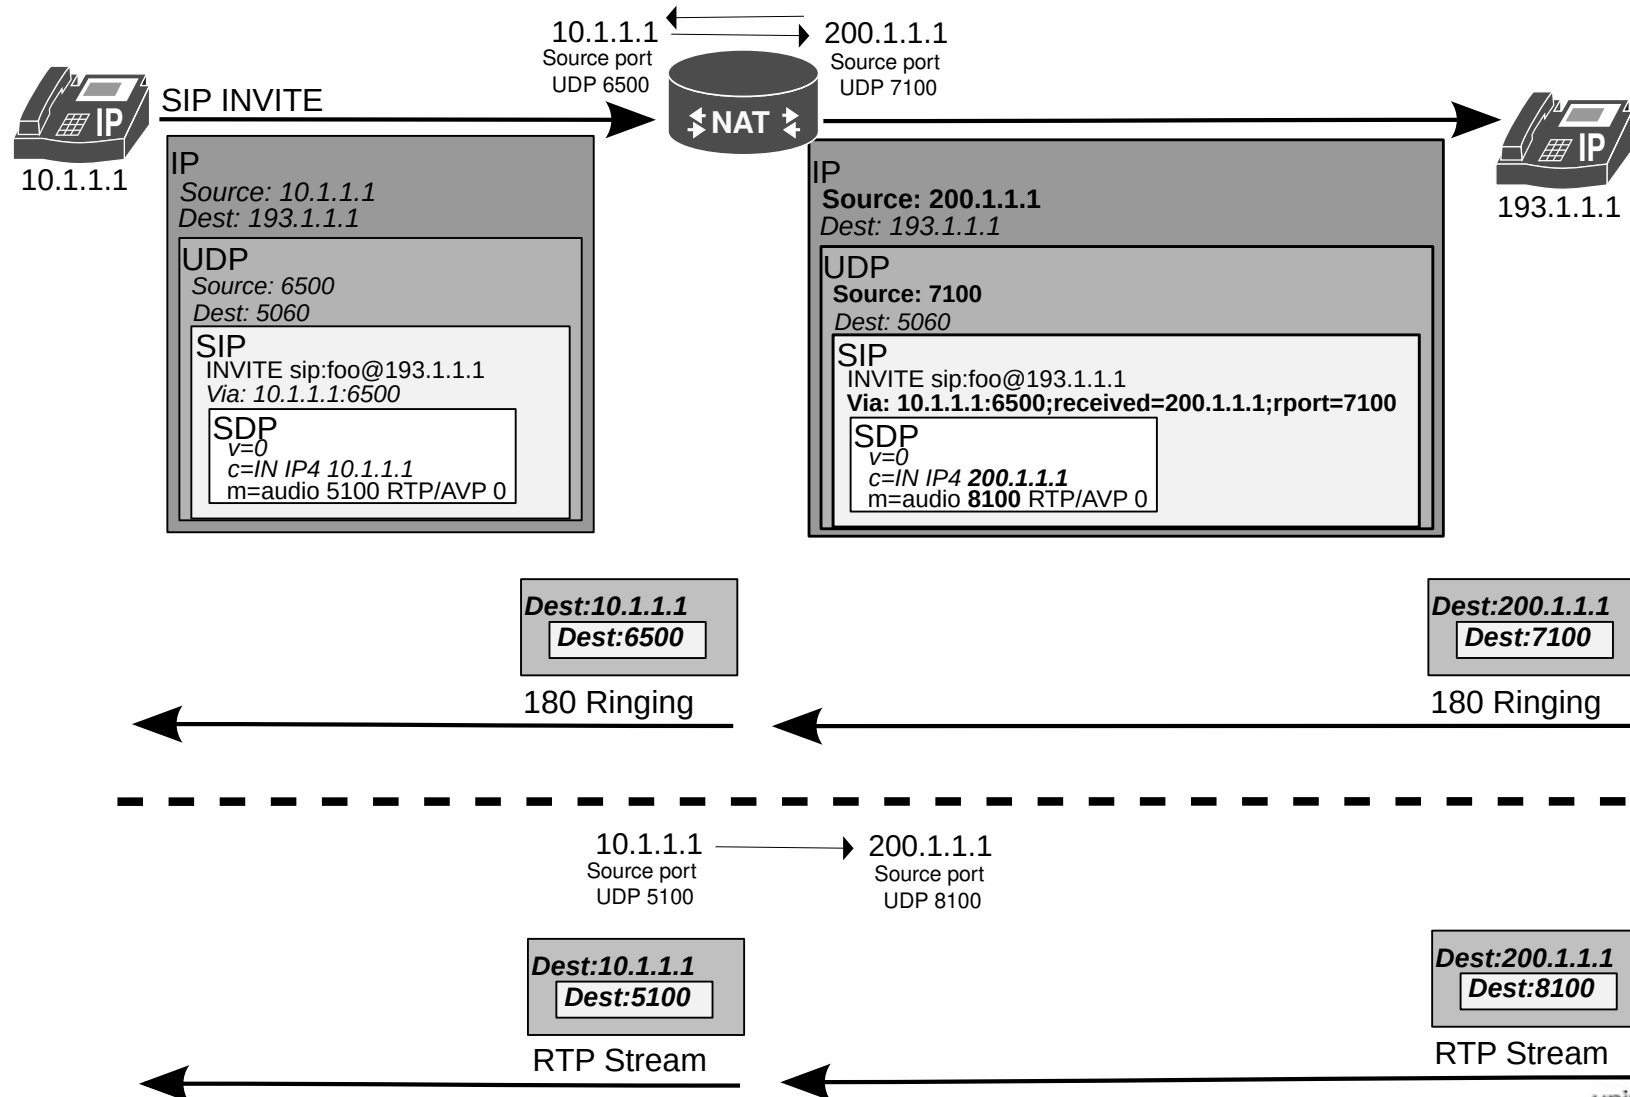 10.1.1.1
Source port
UDP 6500
200.1.1.1
Source port
UDP 7100
SIP INVITE
IP
10.1.1.1
NAT
IP
193.1.1.1
IP
Source: 10.1.1.1
Dest: 193.1.1.1
UDP
Source: 6500
Dest: 5060
SIP
INVITE sip:foo@193.1.1.1
Via: 10.1.1.1:6500
SDP
v=0
c=IN IP4 10.1.1.1
m=audio 5100 RTP/AVP 0
IP
Source: 200.1.1.1
Dest: 193.1.1.1
UDP
Source: 7100
Dest: 5060
SIP
INVITE sip:foo@193.1.1.1
Via: 10.1.1.1:6500;received=200.1.1.1;rport=7100
SDP
v=0
c=IN IP4 200.1.1.1
m=audio 8100 RTP/AVP 0
Dest:10.1.1.1
Dest:6500
180 Ringing
Dest:200.1.1.1
Dest:7100
180 Ringing
10.1.1.1
Source port
UDP 5100
200.1.1.1
Source port
UDP 8100
Dest:10.1.1.1
Dest:5100
RTP Stream
Dest:200.1.1.1
Dest:8100
RTP Stream